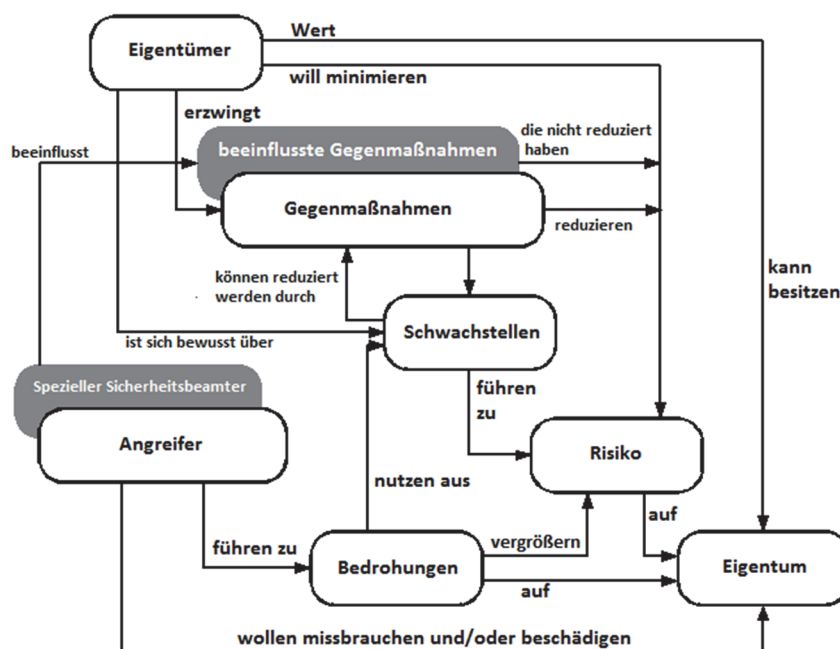 Wert
Eigentümer
will minimieren
erzwingt
die nicht reduziert
haben
beeinflusst
beeinflusste Gegenmaßnahmen
Gegenmaßnahmen
reduzieren
können reduziert
werden durch
kann
besitzen
Schwachstellen
ist sich bewusst über
Spezieller Sicherheitsbeamter
führen
zu
Angreifer
Risiko
nutzen aus
auf
führen zu
vergrößern
Bedrohungen
Eigentum
auf
wollen missbrauchen und/oder beschädigen